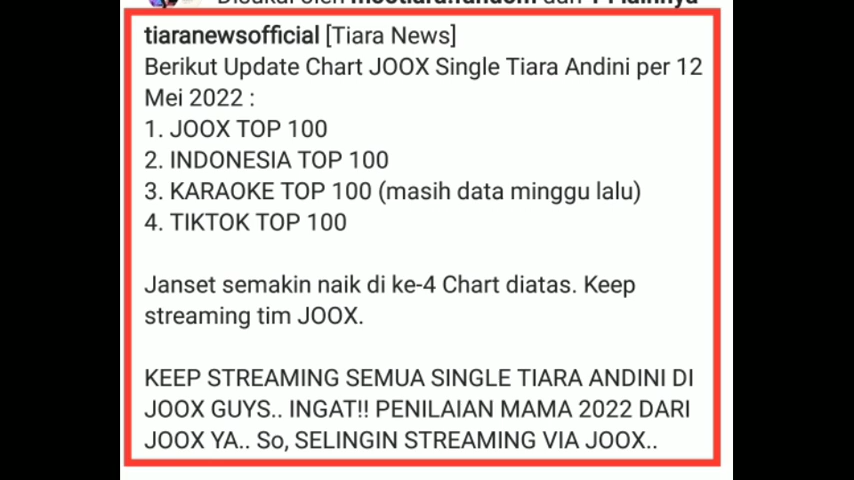 tiaranewsofficial [Tiara News]
Berikut Update Chart JOOX Single Tiara Andini per 12
Mei 2022 :
1. JOOX TOP 100
2. INDONESIA TOP 100
3. KARAOKE TOP 100 (masih data minggu lalu)
4. TIKTOK TOP 100
Janset semakin naik di ke-4 Chart diatas. Keep
streaming tim JOOX.
KEEP STREAMING SEMUA SINGLE TIARA ANDINI DI
JOOX GUYS.. INGAT!! PENILAIAN MAMA 2022 DARI
JOOX YA.. So, SELINGIN STREAMING VIA JOOX..